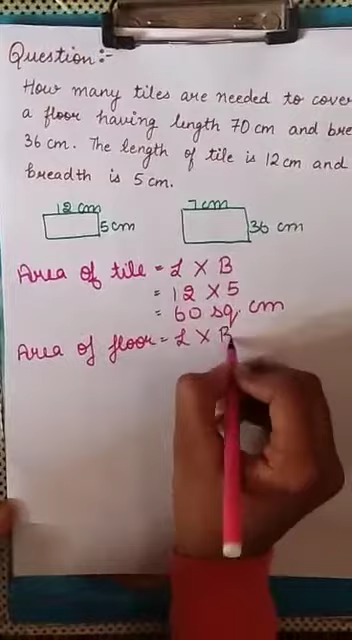 Question:-
How many tiles are needed to cover
a floor having length 70 cm and bre
36 cm. The length of tile is 12 cm and
breadth is 5 cm.
12 cm 7 cm
5 cm 36 cm
Area of tile = L X B
= 12 X 5
= 60 sq. cm
Area of floor = L X B